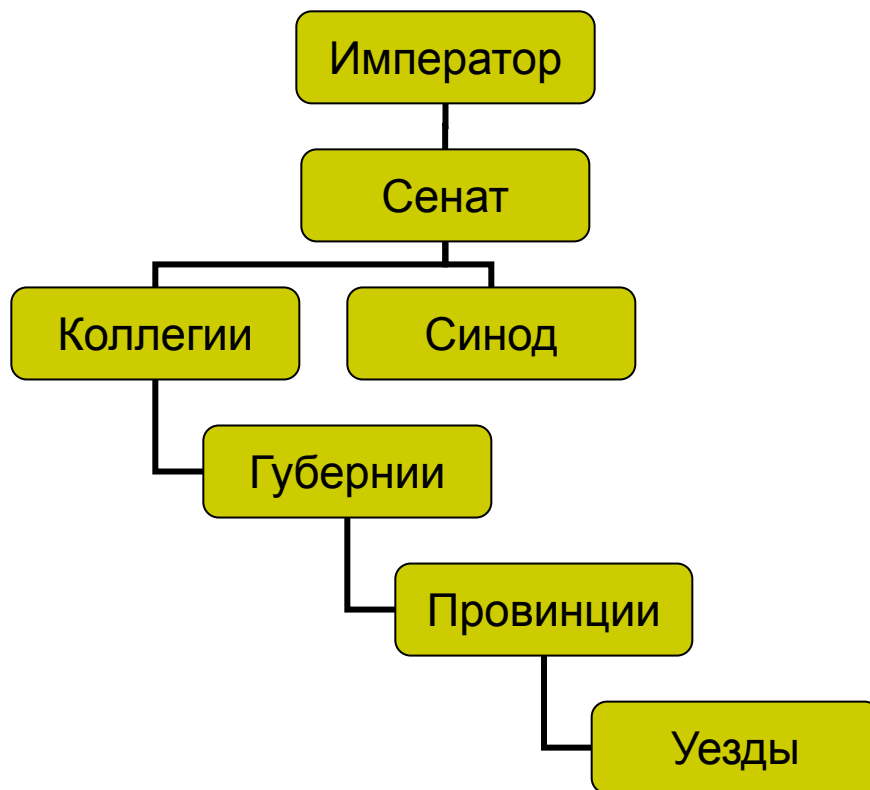 Император
Сенат
Коллегии
Синод
Губернии
Провинции
Уезды